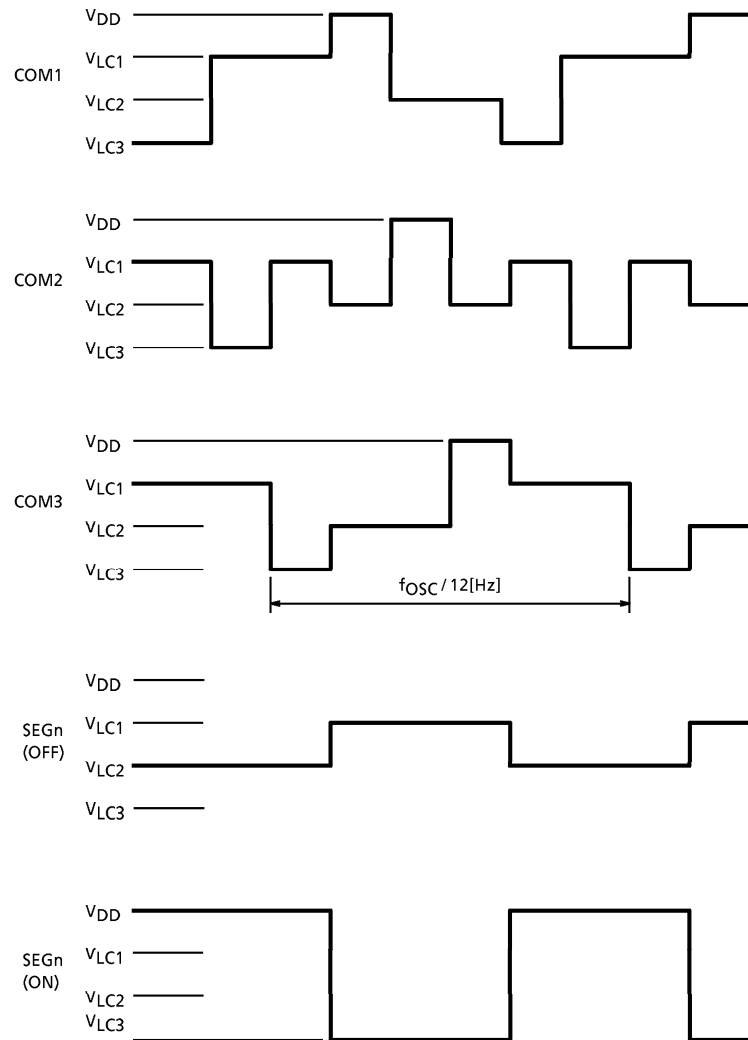 VDD
VLC1
COM1
VLC2
VLC3
VDD
VLC1
COM2
VLC2
VLC3
VDD
VLC1
COM3
VLC2
VLC3
fOSC / 12[Hz]
VDD
VLC1
SEGn
(OFF)
VLC2
VLC3
VDD
VLC1
SEGn
(ON)
VLC2
VLC3